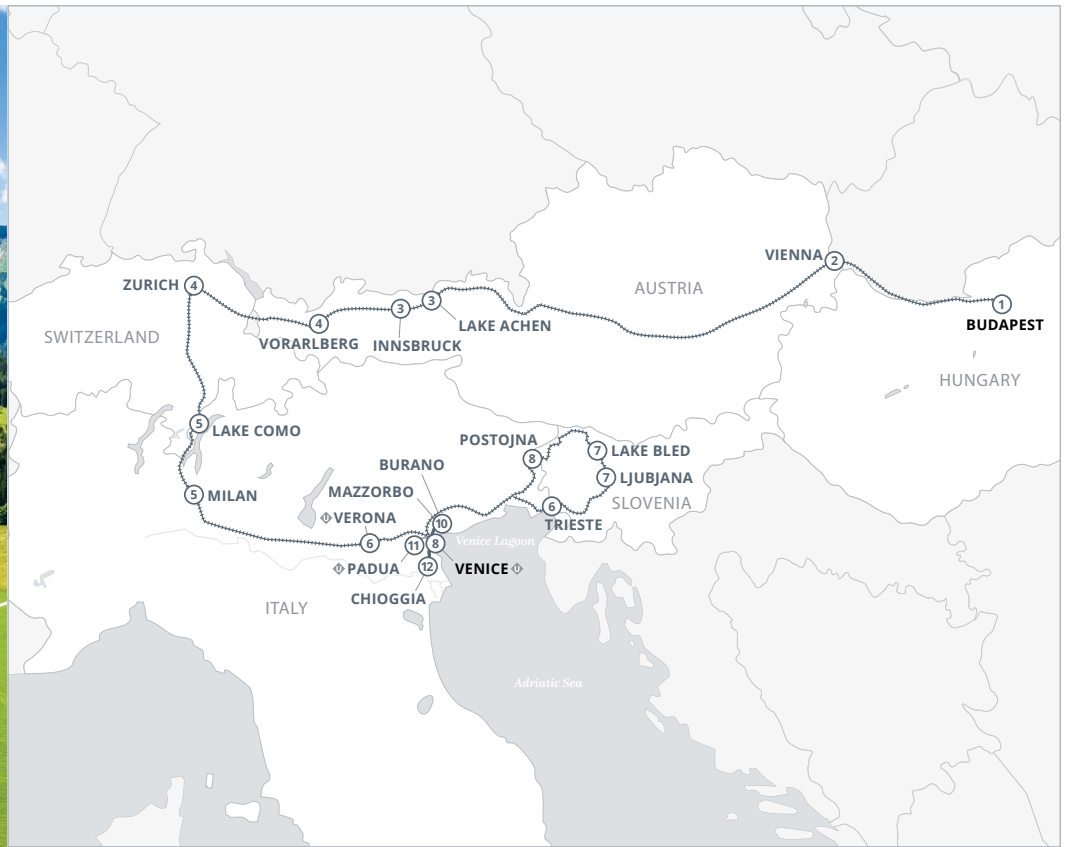 VIENNA
2
ZURICH
4
AUSTRIA
3
3
1
4
LAKE ACHEN
BUDAPEST
SWITZERLAND
VORARLBERG
INNSBRUCK
HUNGARY
5
LAKE COMO
POSTOJNA
7
LAKE BLED
8
BURANO
7
LJUBJANA
MAZZORBO
5
MILAN
SLOVENIA
6
TRIESTE
VERONA
10
6
11
8
Venice Lagoon
PADUA
12
VENICE
CHIOGGIA
ITALY
Adriatic Sea